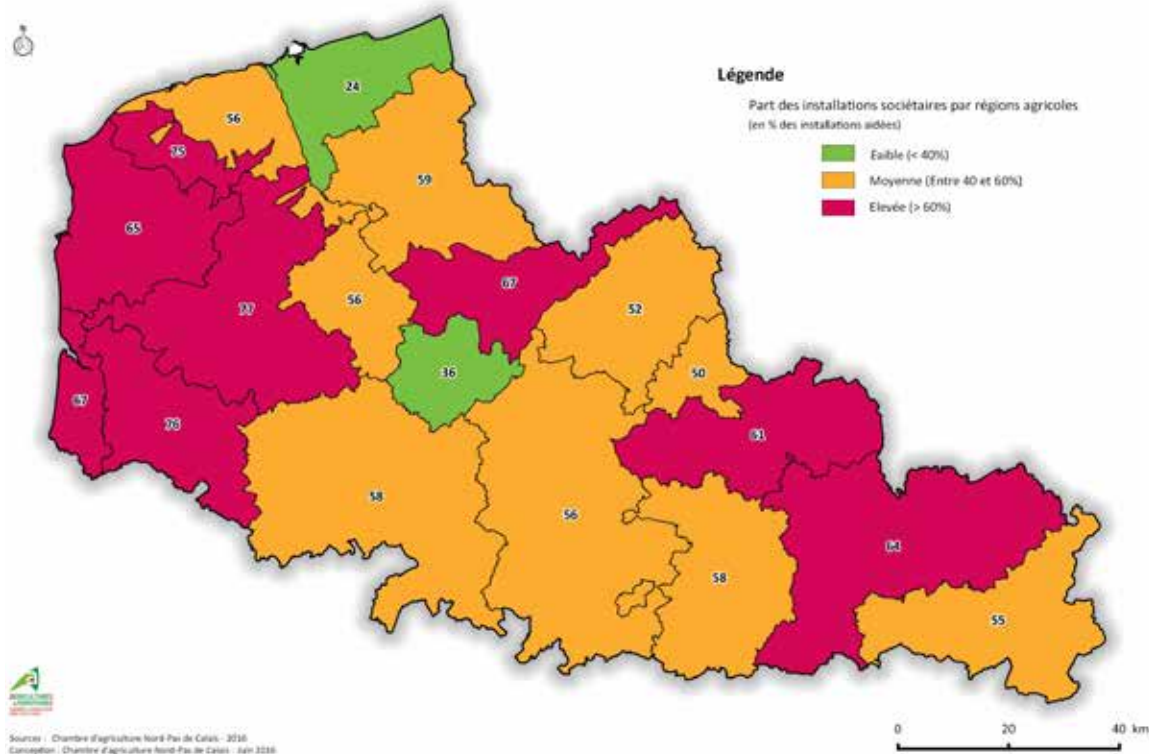 Légende
Part des installations sociétaires par régions agricoles
(en % des installations aidées)
Faible (< 40%)
Moyenne (Entre 40 et 60%)
Elevée (> 60%)
24
56
75
59
65
67
56
52
77
36
50
67
76
61
58
56
64
58
55
0 20 40 km
Sources : Chambre d'agriculture Nord-Pas de Calais - 2016
Conception : Chambre d'agriculture Nord-Pas de Calais - Juin 2016